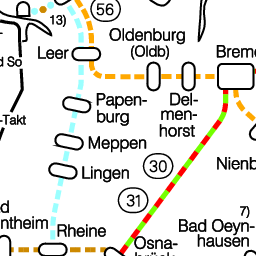 13)
56
Oldenburg
(Oldb)
Leer
Breme
d So
Papen-
burg
Del-
men-
horst
-Takt
Meppen
Nienb
Lingen
30
31
7)
Bad Oeyn-
hausen
d
ntheim
Rheine
Osna-
brück